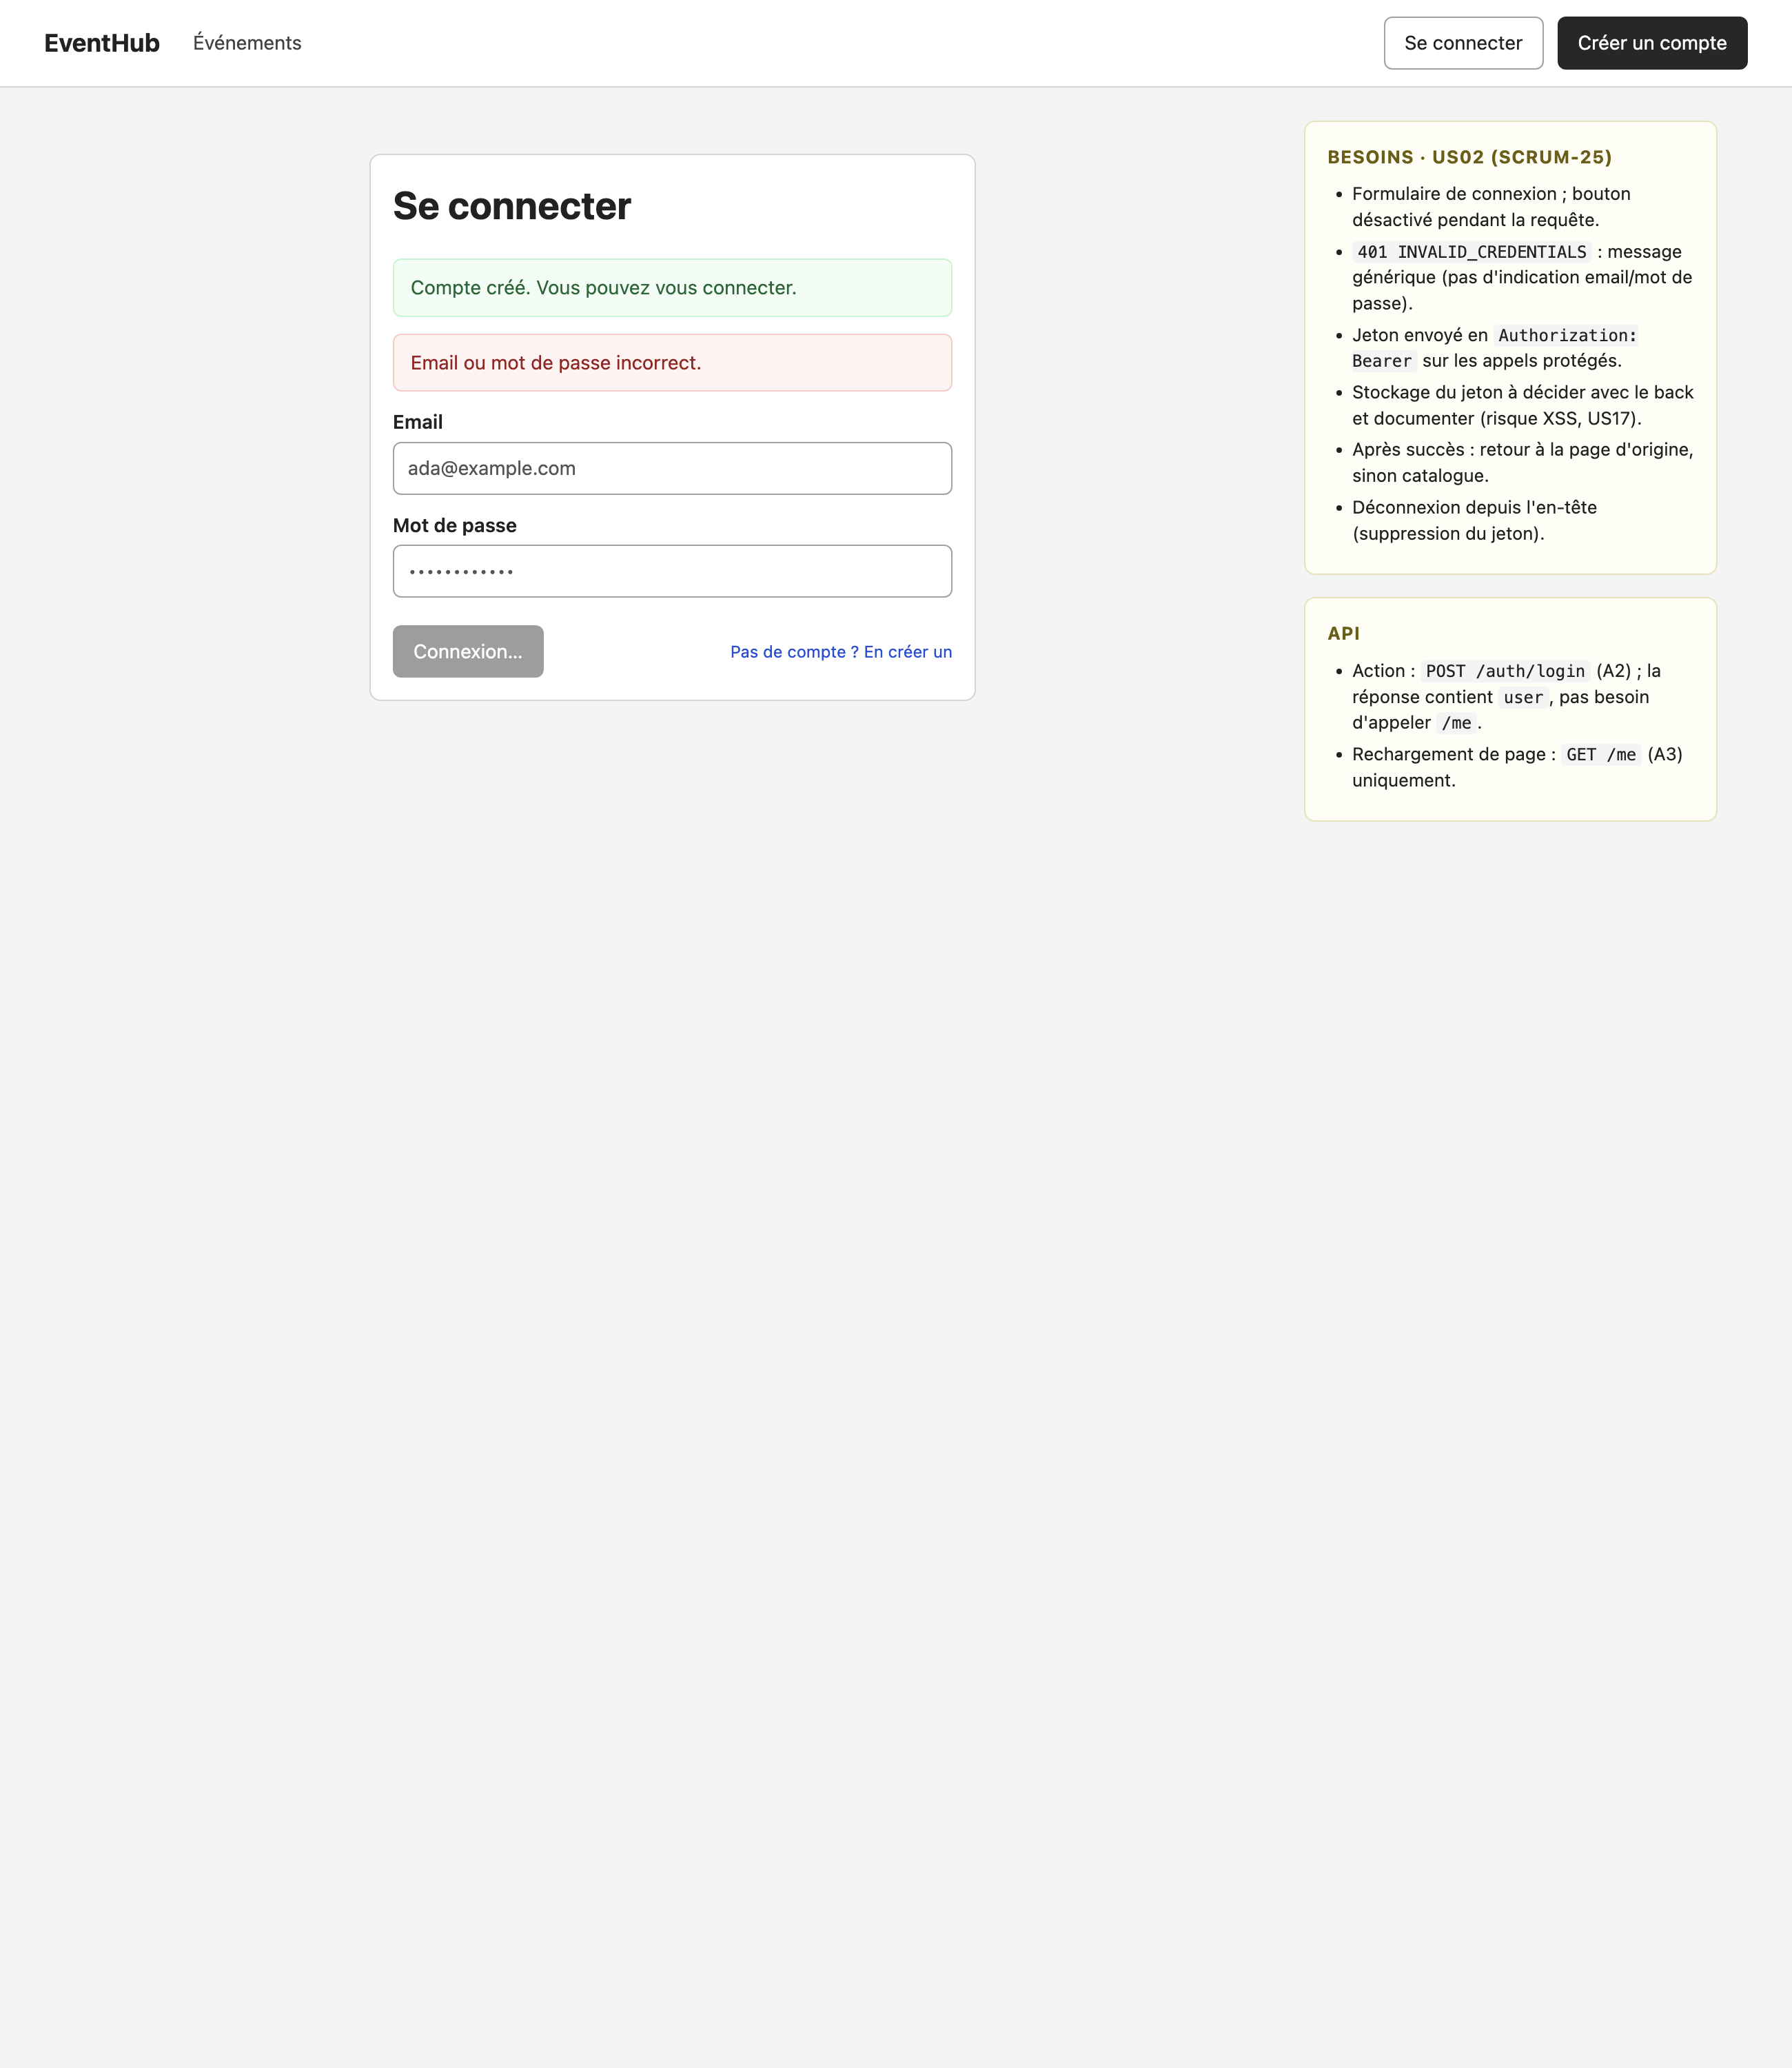 EventHub
Événements
Se connecter
Créer un compte
Se connecter
Compte créé. Vous pouvez vous connecter.
Email ou mot de passe incorrect.
Email
ada@example.com
Mot de passe
••••••••••••
Connexion...
Pas de compte ? En créer un
BESOINS · US02 (SCRUM-25)
• Formulaire de connexion ; bouton
désactivé pendant la requête.
• 401 INVALID_CREDENTIALS : message
générique (pas d'indication email/mot de
passe).
• Jeton envoyé en Authorization:
Bearer sur les appels protégés.
• Stockage du jeton à décider avec le back
et documenter (risque XSS, US17).
• Après succès : retour à la page d'origine,
sinon catalogue.
• Déconnexion depuis l'en-tête
(suppression du jeton).
API
• Action : POST /auth/login (A2) ; la
réponse contient user, pas besoin
d'appeler /me.
• Rechargement de page : GET /me (A3)
uniquement.